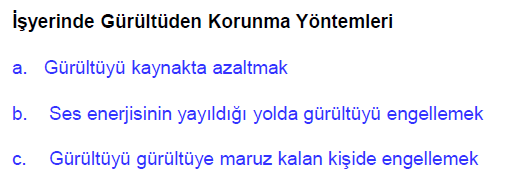 İşyerinde Gürültüden Korunma Yöntemleri
a. Gürültüyü kaynakta azaltmak
b. Ses enerjisinin yayıldığı yolda gürültüyü engellemek
c. Gürültüyü gürültüye maruz kalan kişide engellemek